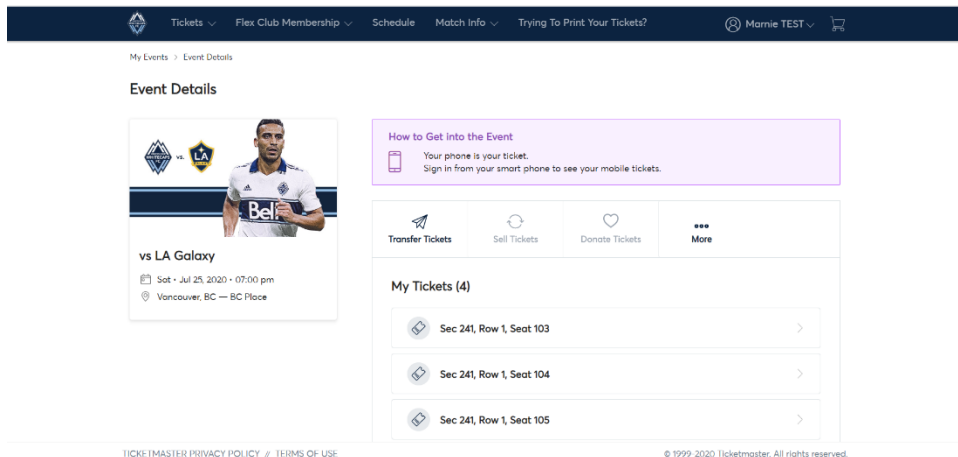 Tickets Flex Club Membership Schedule Match Info Trying To Print Your Tickets? Marnie TEST
My Events > Event Details
Event Details
vs.
LA
Bell
vs LA Galaxy
Sat • Jul 25, 2020 • 07:00 pm
Vancouver, BC — BC Place
How to Get into the Event
Your phone is your ticket.
Sign in from your smart phone to see your mobile tickets.
Transfer Tickets Sell Tickets Donate Tickets More
My Tickets (4)
Sec 241, Row 1, Seat 103
Sec 241, Row 1, Seat 104
Sec 241, Row 1, Seat 105
TICKETMASTER PRIVACY POLICY // TERMS OF USE
© 1999-2020 Ticketmaster. All rights reserved.